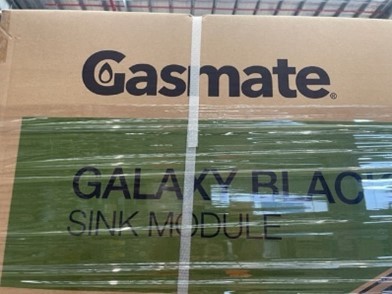 Gasmate®
GALAXY BLACK
SINK MODULE